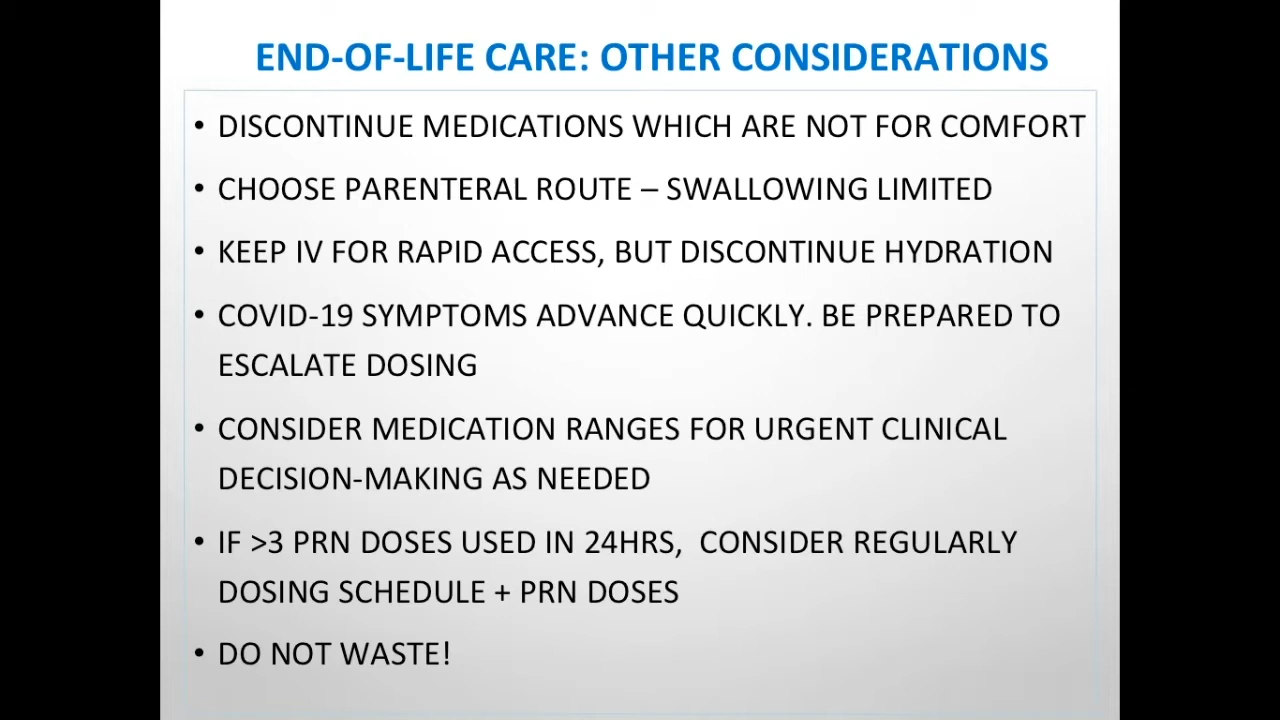 END-OF-LIFE CARE: OTHER CONSIDERATIONS
• DISCONTINUE MEDICATIONS WHICH ARE NOT FOR COMFORT
• CHOOSE PARENTERAL ROUTE – SWALLOWING LIMITED
• KEEP IV FOR RAPID ACCESS, BUT DISCONTINUE HYDRATION
• COVID-19 SYMPTOMS ADVANCE QUICKLY. BE PREPARED TO
ESCALATE DOSING
• CONSIDER MEDICATION RANGES FOR URGENT CLINICAL
DECISION-MAKING AS NEEDED
• IF >3 PRN DOSES USED IN 24HRS,  CONSIDER REGULARLY
DOSING SCHEDULE + PRN DOSES
• DO NOT WASTE!